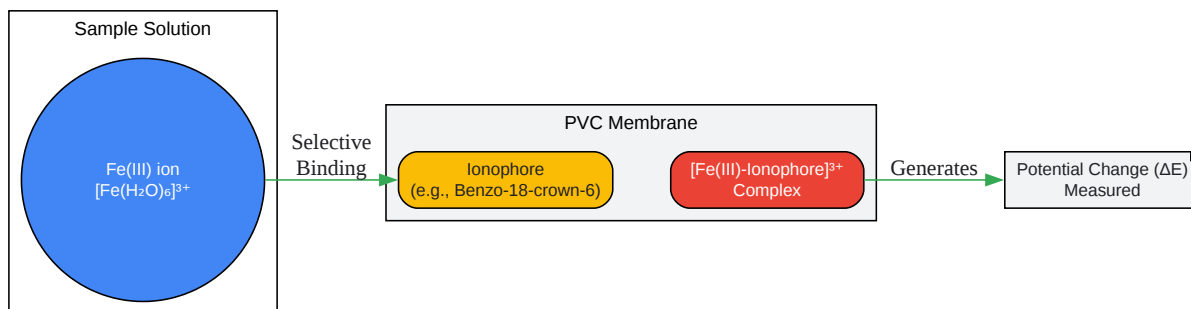 Sample Solution
Fe(III) ion
[Fe(H₂O)₆]³⁺
Selective
Binding
PVC Membrane
Ionophore
(e.g., Benzo-18-crown-6)
[Fe(III)-Ionophore]³⁺
Complex
Generates
Potential Change (ΔE)
Measured